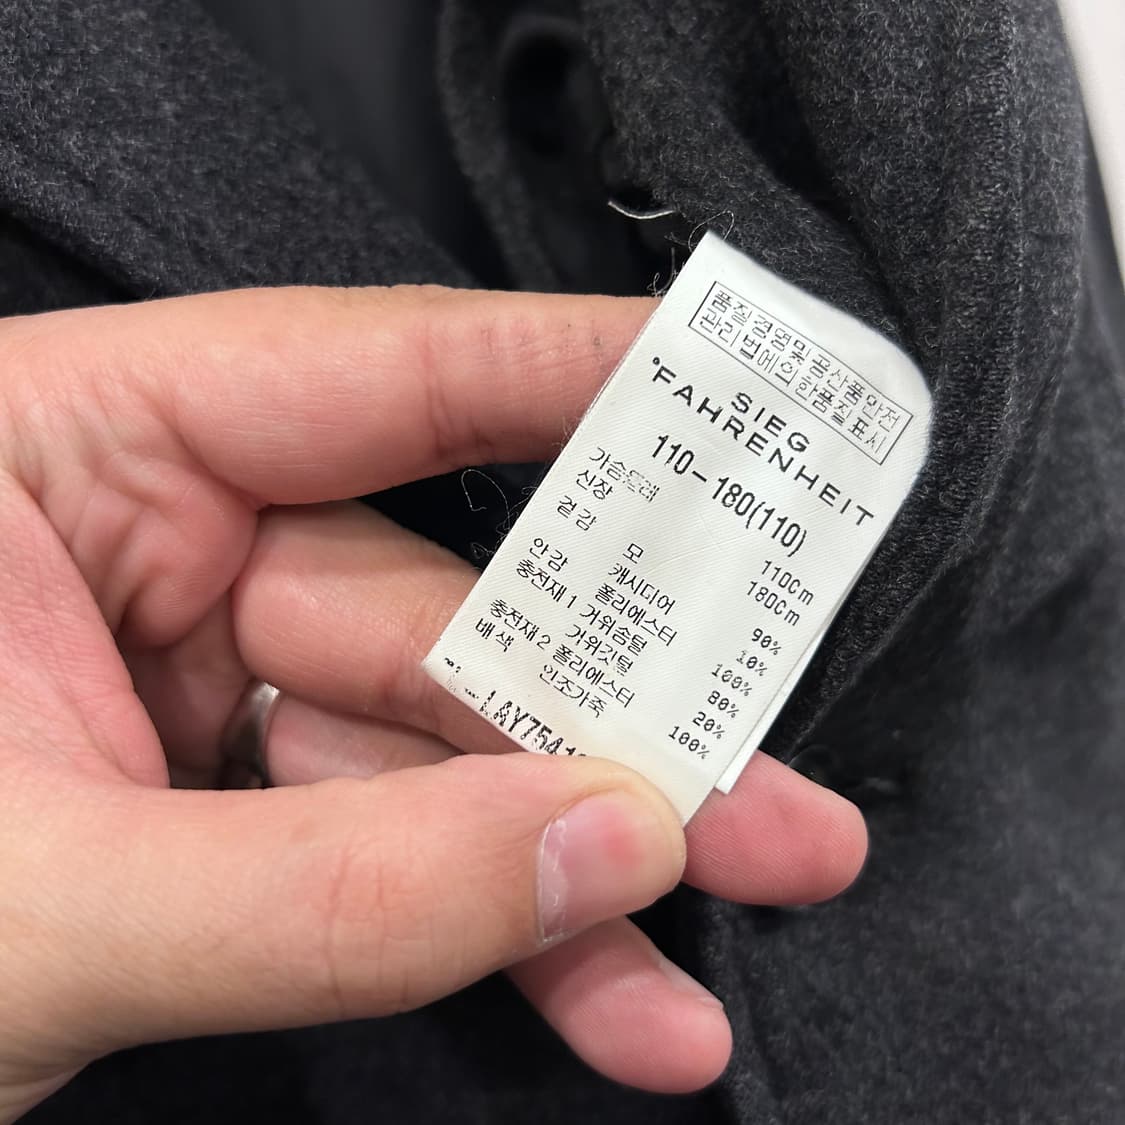 품질경영및공산품안전
관리법에의한품질표시
SIEG
°FAHRENHEIT
110-180(110)
가슴둘레 110Cm
신장 180Cm
겉감 모 90%
캐시미어 10%
안감 폴리에스터 100%
충전재1 거위솜털 80%
거위깃털 20%
충전재2 폴리에스터 100%
배색 인조가죽